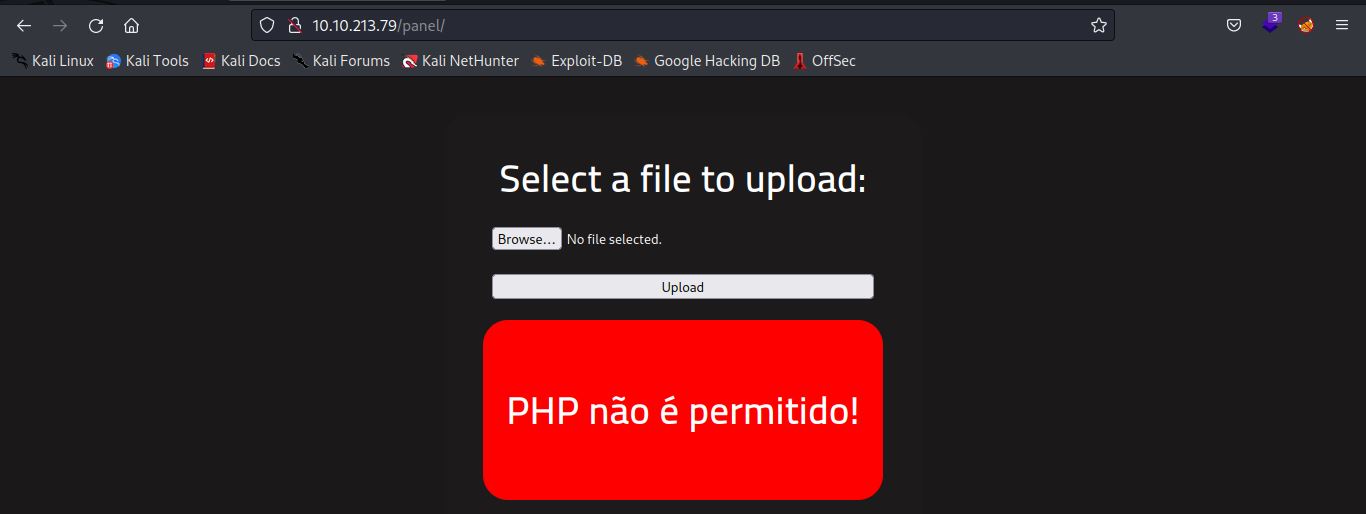 10.10.213.79/panel/
3
Kali Linux Kali Tools Kali Docs Kali Forums Kali NetHunter Exploit-DB Google Hacking DB OffSec
Select a file to upload:
Browse... No file selected.
Upload
PHP não é permitido!